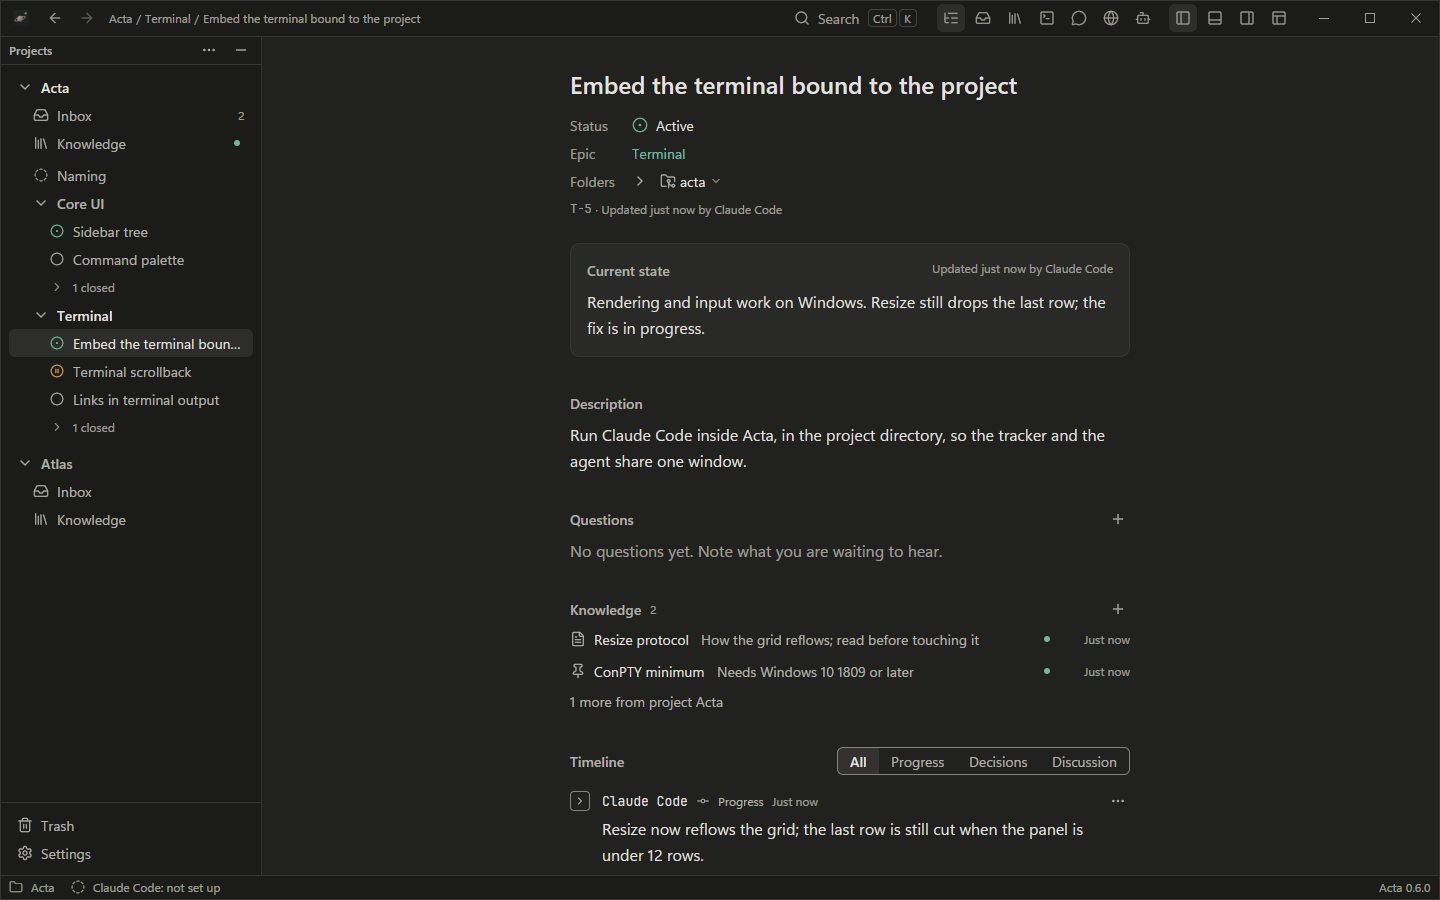 Acta / Terminal / Embed the terminal bound to the project
Search Ctrl K
Projects
Acta
Inbox 2
Knowledge
Naming
Core UI
Sidebar tree
Command palette
1 closed
Terminal
Embed the terminal boun...
Terminal scrollback
Links in terminal output
1 closed
Atlas
Inbox
Knowledge
Trash
Settings
Embed the terminal bound to the project
Status Active
Epic Terminal
Folders acta
T-5 · Updated just now by Claude Code
Current state Updated just now by Claude Code
Rendering and input work on Windows. Resize still drops the last row; the
fix is in progress.
Description
Run Claude Code inside Acta, in the project directory, so the tracker and the
agent share one window.
Questions
No questions yet. Note what you are waiting to hear.
Knowledge 2
Resize protocol How the grid reflows; read before touching it Just now
ConPTY minimum Needs Windows 10 1809 or later Just now
1 more from project Acta
Timeline All Progress Decisions Discussion
Claude Code Progress Just now
Resize now reflows the grid; the last row is still cut when the panel is
under 12 rows.
Acta Claude Code: not set up Acta 0.6.0